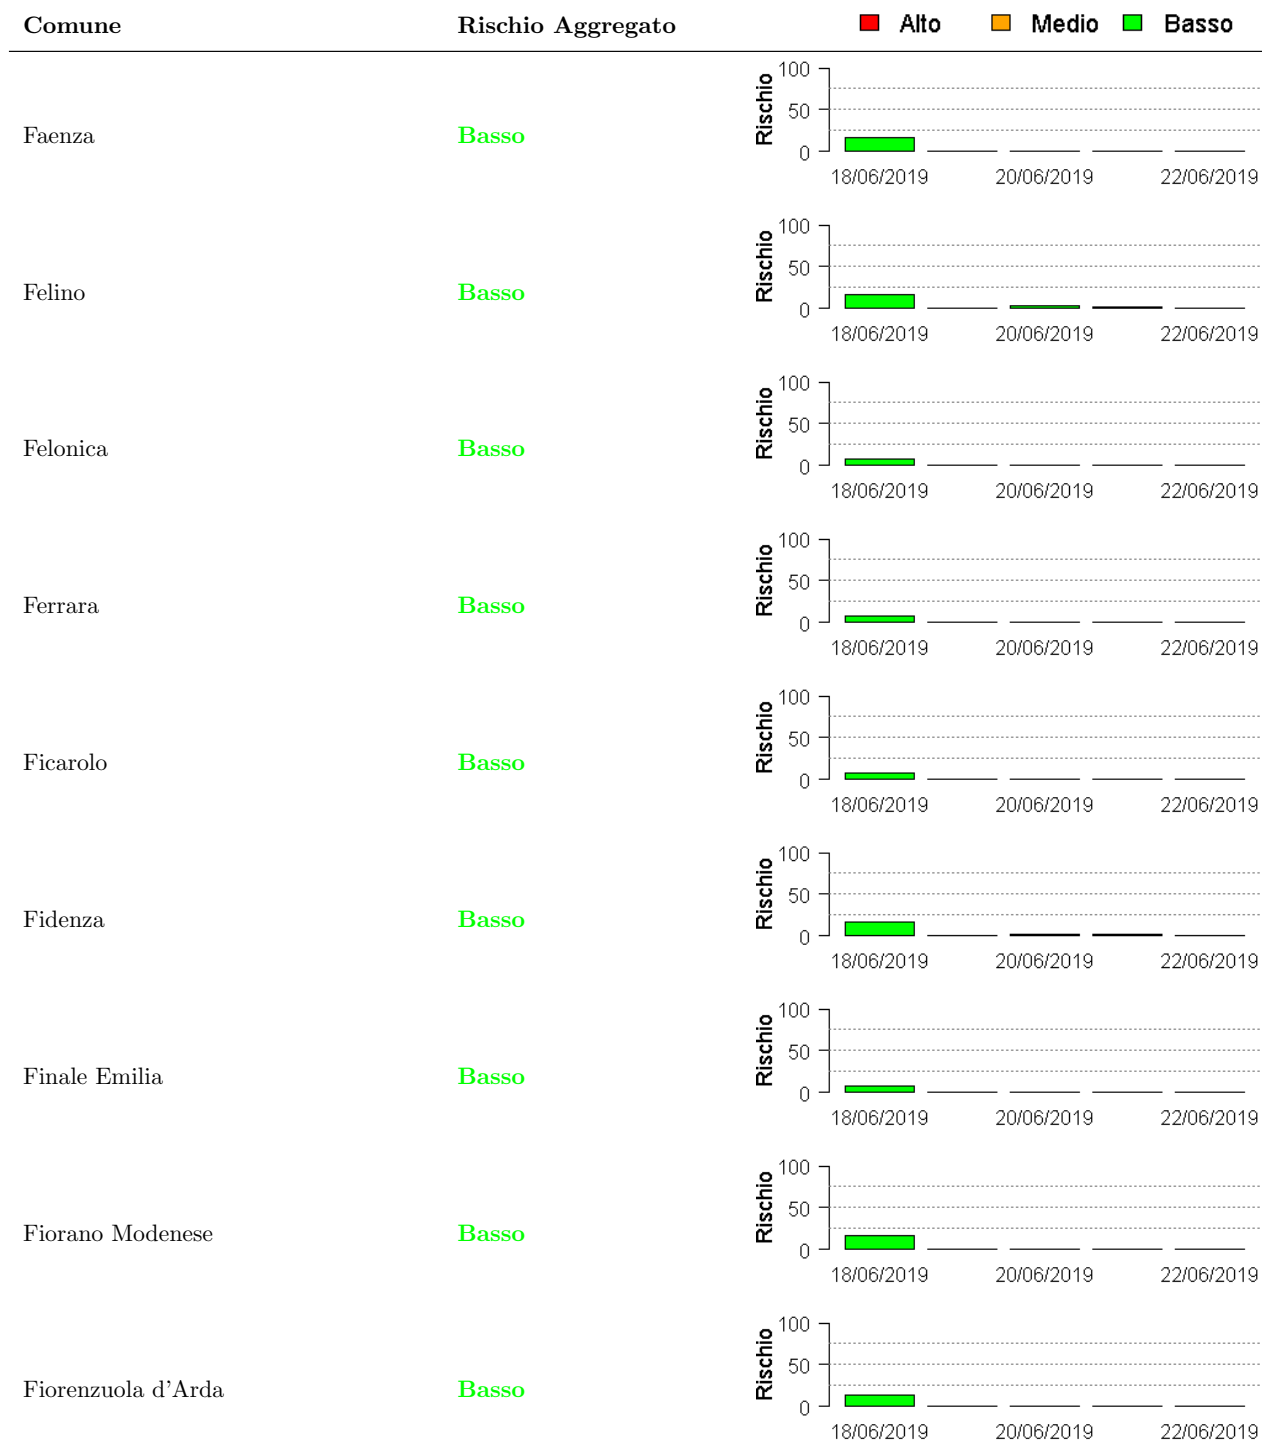 Comune Rischio Aggregato Alto Medio Basso
100
50
0
Rischio
Faenza Basso
18/06/2019 20/06/2019 22/06/2019
100
50
0
Rischio
Felino Basso
18/06/2019 20/06/2019 22/06/2019
100
50
0
Rischio
Felonica Basso
18/06/2019 20/06/2019 22/06/2019
100
50
0
Rischio
Ferrara Basso
18/06/2019 20/06/2019 22/06/2019
100
50
0
Rischio
Ficarolo Basso
18/06/2019 20/06/2019 22/06/2019
100
50
0
Rischio
Fidenza Basso
18/06/2019 20/06/2019 22/06/2019
100
50
0
Rischio
Finale Emilia Basso
18/06/2019 20/06/2019 22/06/2019
100
50
0
Rischio
Fiorano Modenese Basso
18/06/2019 20/06/2019 22/06/2019
100
50
0
Rischio
Fiorenzuola d'Arda Basso
18/06/2019 20/06/2019 22/06/2019